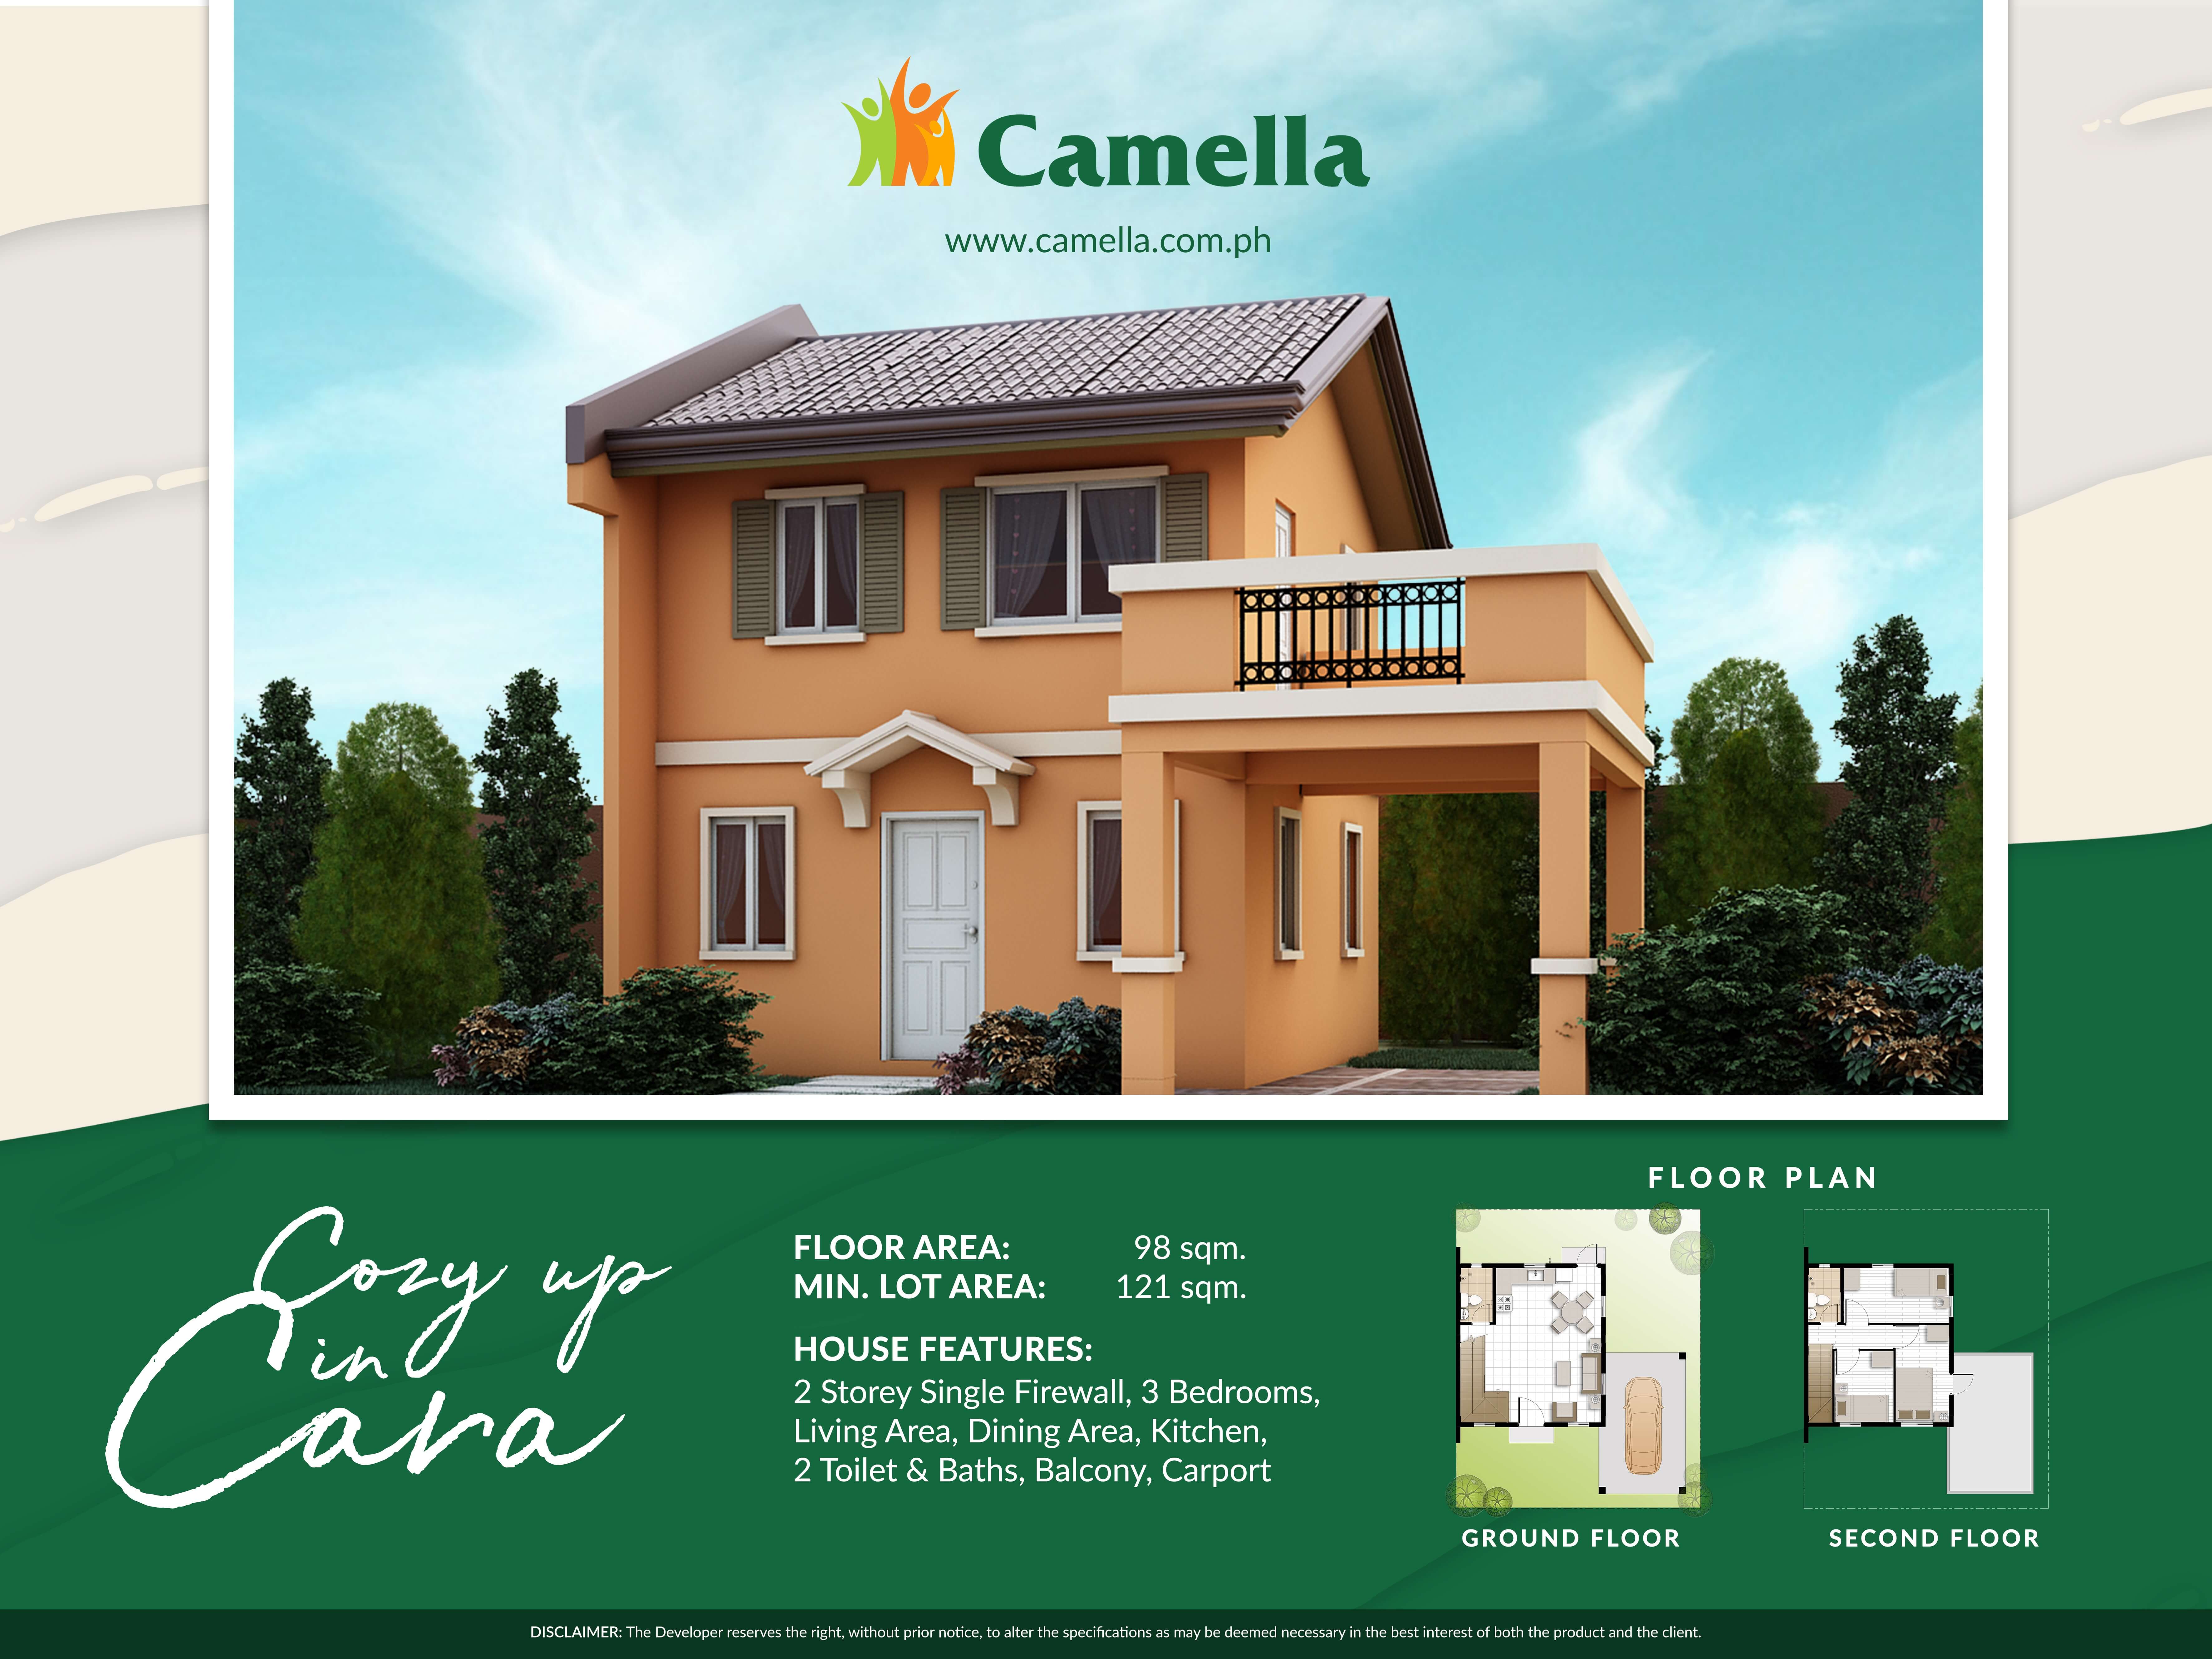 Camella
www.camella.com.ph
Cozy up
in
Cara
FLOOR AREA: 98 sqm.
MIN. LOT AREA: 121 sqm.
HOUSE FEATURES:
2 Storey Single Firewall, 3 Bedrooms,
Living Area, Dining Area, Kitchen,
2 Toilet & Baths, Balcony, Carport
FLOOR PLAN
GROUND FLOOR
SECOND FLOOR
DISCLAIMER: The Developer reserves the right, without prior notice, to alter the specifications as may be deemed necessary in the best interest of both the product and the client.